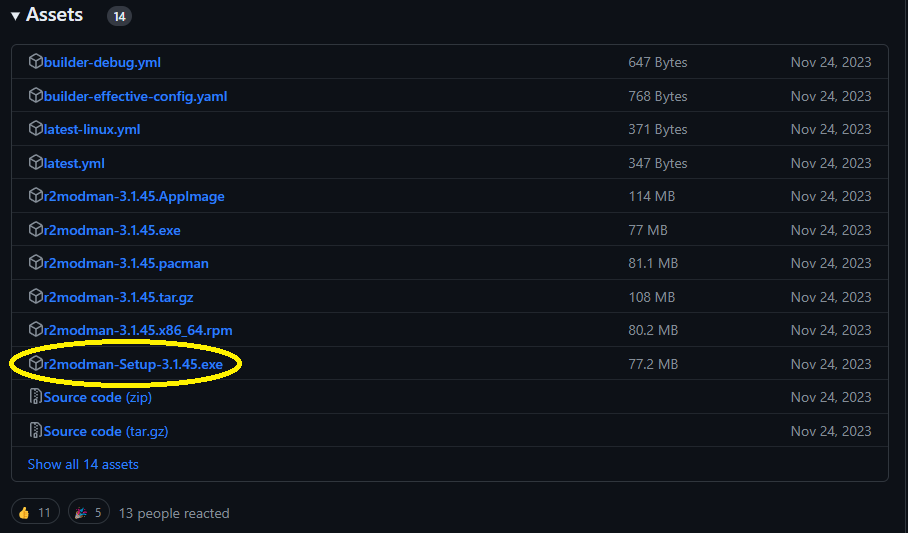 Assets 14
builder-debug.yml 647 Bytes Nov 24, 2023
builder-effective-config.yaml 768 Bytes Nov 24, 2023
latest-linux.yml 371 Bytes Nov 24, 2023
latest.yml 347 Bytes Nov 24, 2023
r2modman-3.1.45.AppImage 114 MB Nov 24, 2023
r2modman-3.1.45.exe 77 MB Nov 24, 2023
r2modman-3.1.45.pacman 81.1 MB Nov 24, 2023
r2modman-3.1.45.tar.gz 108 MB Nov 24, 2023
r2modman-3.1.45.x86_64.rpm 80.2 MB Nov 24, 2023
r2modman-Setup-3.1.45.exe 77.2 MB Nov 24, 2023
Source code (zip) Nov 24, 2023
Source code (tar.gz) Nov 24, 2023
Show all 14 assets
11 5 13 people reacted